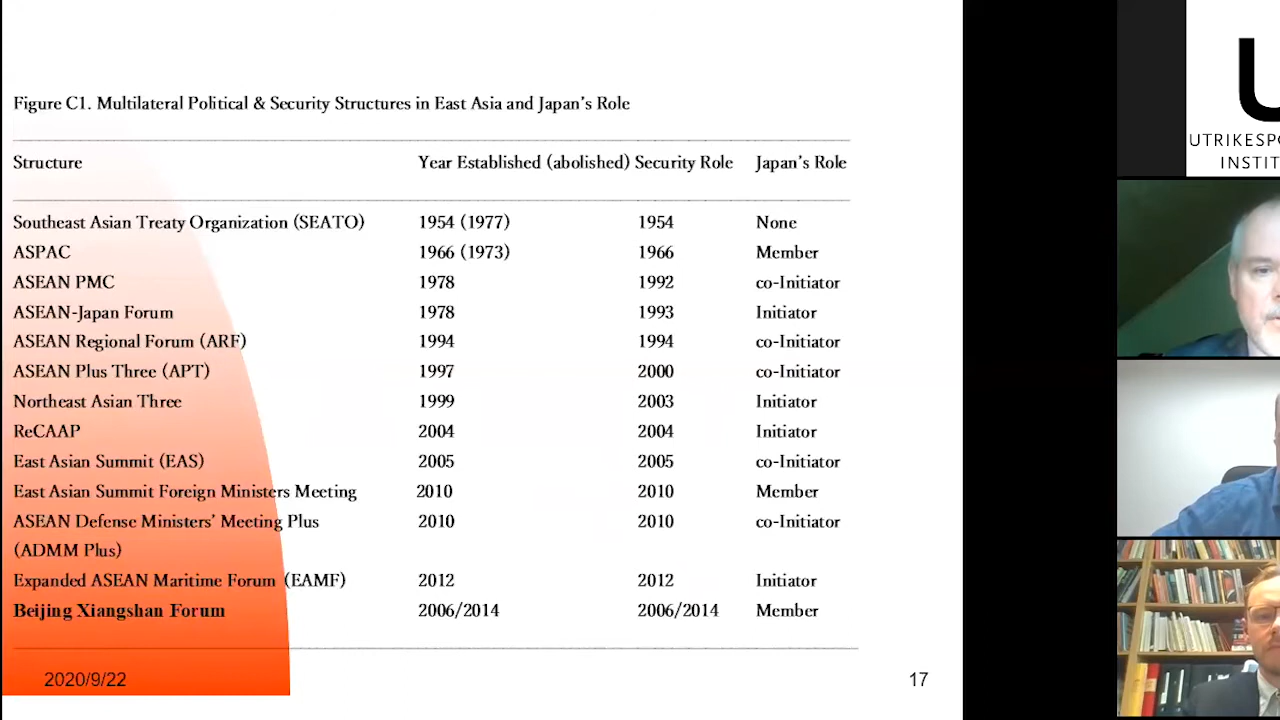 Figure C1. Multilateral Political & Security Structures in East Asia and Japan's Role
Structure Year Established (abolished) Security Role Japan's Role
Southeast Asian Treaty Organization (SEATO) 1954 (1977) 1954 None
ASPAC 1966 (1973) 1966 Member
ASEAN PMC 1978 1992 co-Initiator
ASEAN-Japan Forum 1978 1993 Initiator
ASEAN Regional Forum (ARF) 1994 1994 co-Initiator
ASEAN Plus Three (APT) 1997 2000 co-Initiator
Northeast Asian Three 1999 2003 Initiator
ReCAAP 2004 2004 Initiator
East Asian Summit (EAS) 2005 2005 co-Initiator
East Asian Summit Foreign Ministers Meeting 2010 2010 Member
ASEAN Defense Ministers' Meeting Plus 2010 2010 co-Initiator
(ADMM Plus)
Expanded ASEAN Maritime Forum (EAMF) 2012 2012 Initiator
Beijing Xiangshan Forum 2006/2014 2006/2014 Member
2020/9/22 17
U
UTRIKESPO
INSTIT